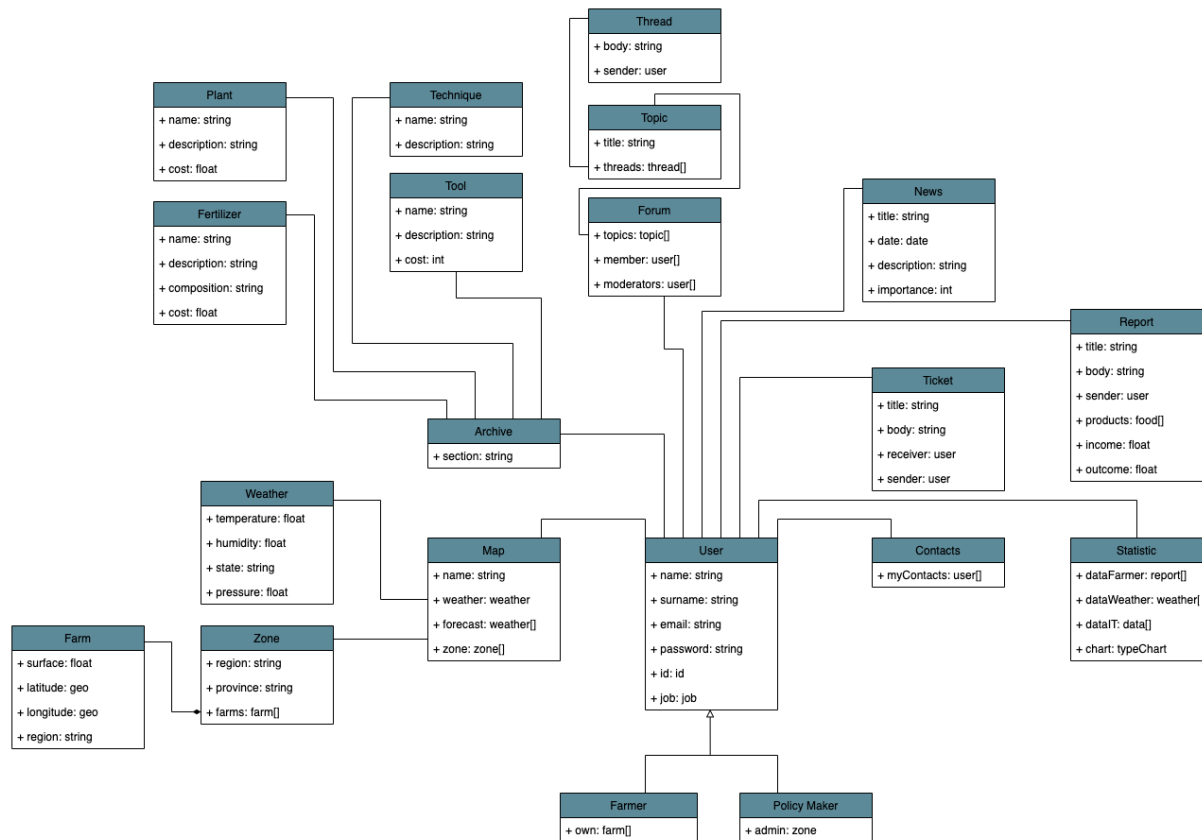 Thread
+ body: string
+ sender: user
Plant
+ name: string
+ description: string
+ cost: float
Technique
+ name: string
+ description: string
Topic
+ title: string
+ threads: thread[]
Tool
+ name: string
+ description: string
+ cost: int
News
+ title: string
+ date: date
+ description: string
+ importance: int
Fertilizer
+ name: string
+ description: string
+ composition: string
+ cost: float
Forum
+ topics: topic[]
+ member: user[]
+ moderators: user[]
Report
+ title: string
+ body: string
+ sender: user
+ products: food[]
+ income: float
+ outcome: float
Ticket
+ title: string
+ body: string
+ receiver: user
+ sender: user
Archive
+ section: string
Weather
+ temperature: float
+ humidity: float
+ state: string
+ pressure: float
Map
+ name: string
+ weather: weather
+ forecast: weather[]
+ zone: zone[]
User
+ name: string
+ surname: string
+ email: string
+ password: string
+ id: id
+ job: job
Contacts
+ myContacts: user[]
Statistic
+ dataFarmer: report[]
+ dataWeather: weather[
+ dataIT: data[]
+ chart: typeChart
Farm
+ surface: float
+ latitude: geo
+ longitude: geo
+ region: string
Zone
+ region: string
+ province: string
+ farms: farm[]
Farmer
+ own: farm[]
Policy Maker
+ admin: zone